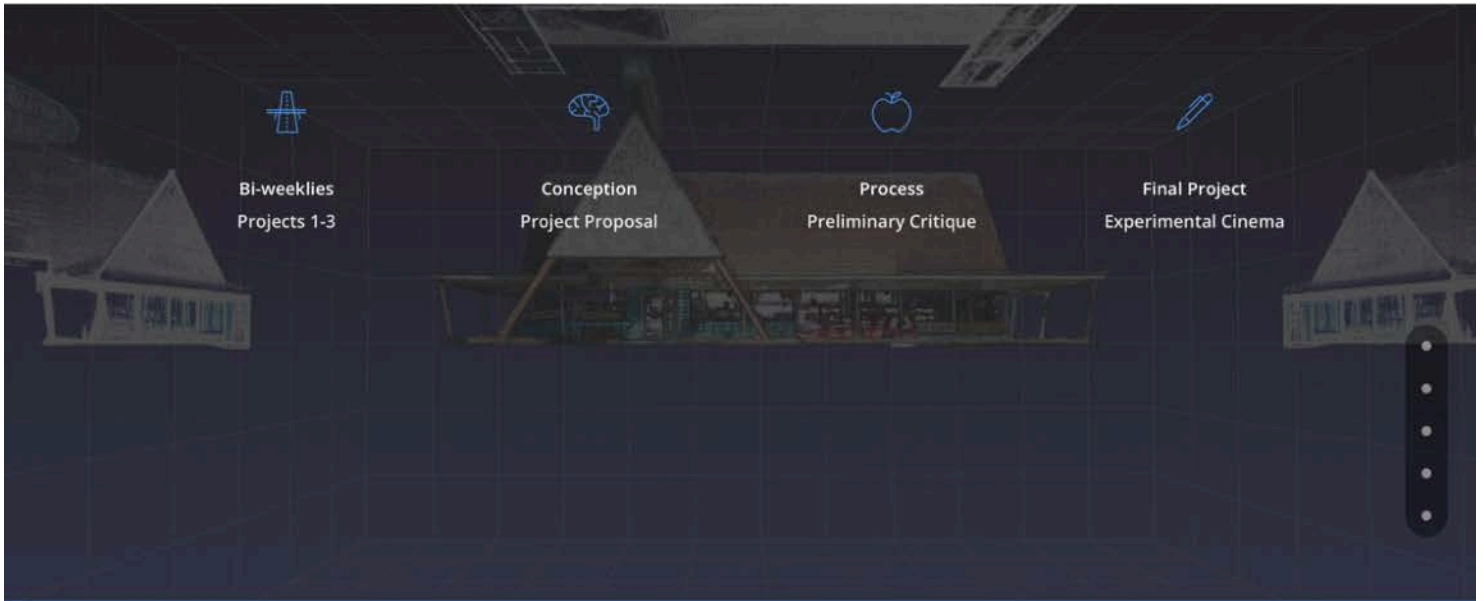 Bi-weeklies
Projects 1-3
Conception
Project Proposal
Process
Preliminary Critique
Final Project
Experimental Cinema